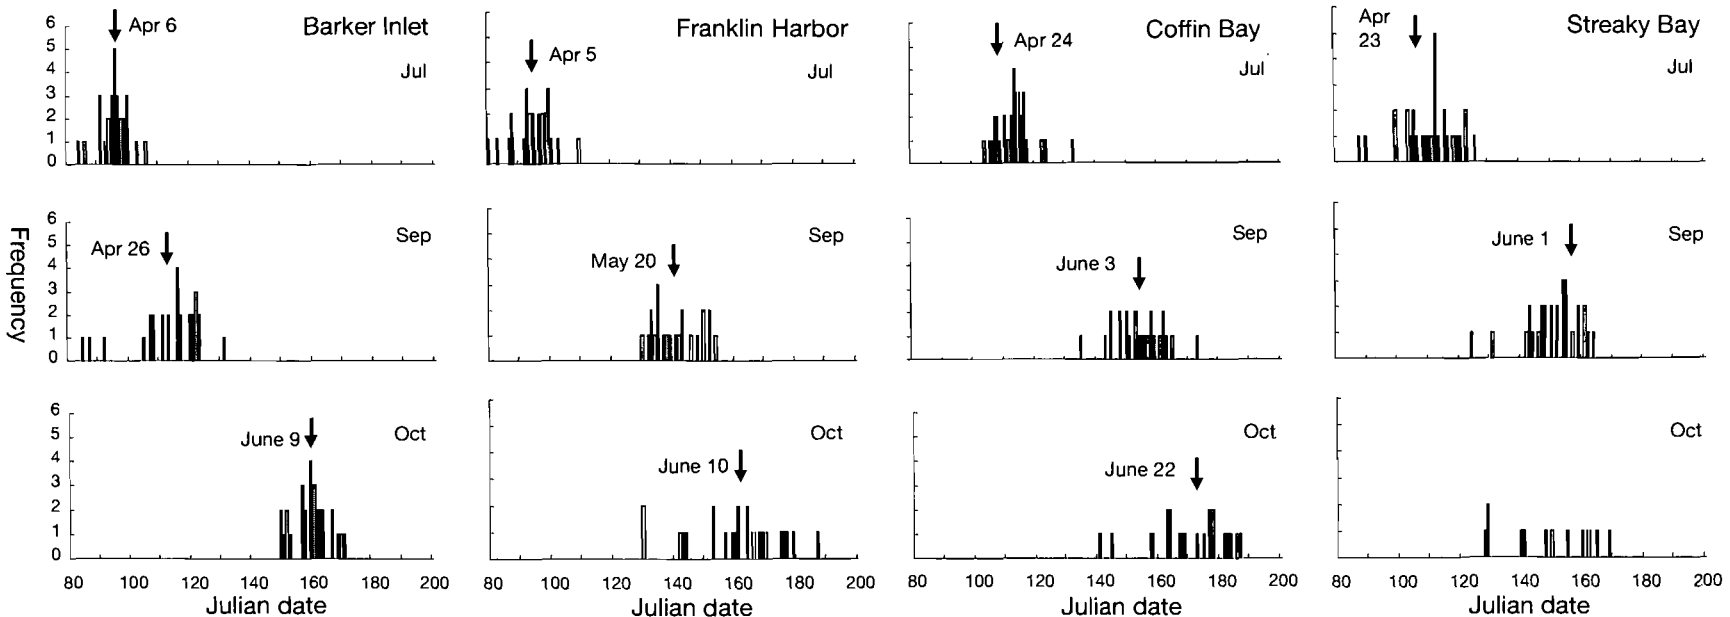 Barker Inlet
Apr 6
Jul
6
5
4
3
2
1
0
Franklin Harbor
Apr 5
Jul
Coffin Bay
Apr 24
Jul
Streaky Bay
Apr
23
Jul
Frequency
6
5
4
3
2
1
0
Apr 26
Sep
May 20
Sep
June 3
Sep
June 1
Sep
6
5
4
3
2
1
0
June 9
Oct
June 10
Oct
June 22
Oct
Oct
80 100 120 140 160 180 200
80 100 120 140 160 180 200
80 100 120 140 160 180 200
100 120 140 160 180 200
Julian date
Julian date
Julian date
Julian date